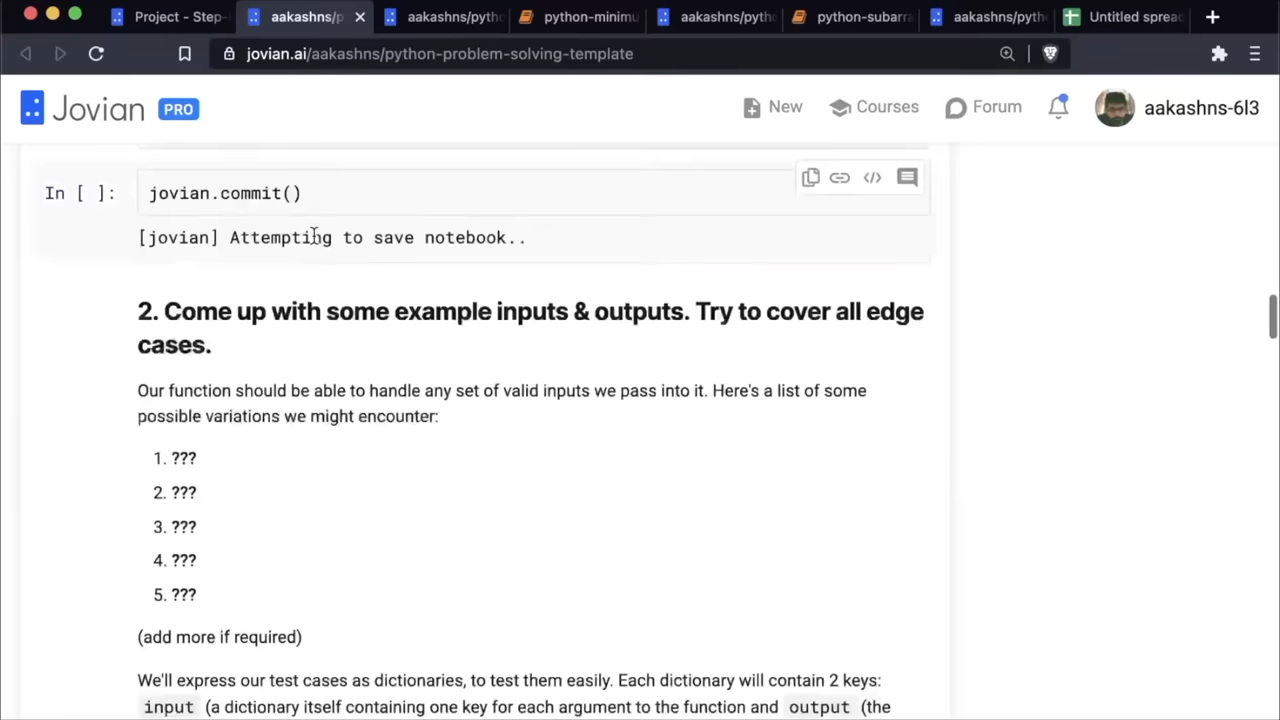 Project - Step-
aakashns/p
aakashns/pyth
python-minimu
aakashns/pyth
python-subarra
aakashns/pyth
Untitled sprea
jovian.ai/aakashns/python-problem-solving-template
Jovian PRO
New
Courses
Forum
aakashns-6l3
In [ ]:
jovian.commit()
[jovian] Attempting to save notebook..
2. Come up with some example inputs & outputs. Try to cover all edge
cases.
Our function should be able to handle any set of valid inputs we pass into it. Here's a list of some
possible variations we might encounter:
1. ???
2. ???
3. ???
4. ???
5. ???
(add more if required)
We'll express our test cases as dictionaries, to test them easily. Each dictionary will contain 2 keys:
input (a dictionary itself containing one key for each argument to the function and output (the